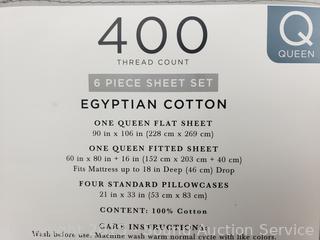 400
THREAD COUNT
Q
QUEEN
6 PIECE SHEET SET
EGYPTIAN COTTON
ONE QUEEN FLAT SHEET
90 in x 106 in (228 cm x 269 cm)
ONE QUEEN FITTED SHEET
60 in x 80 in + 16 in (152 cm x 203 cm + 40 cm)
Fits Mattress up to 18 in Deep (46 cm) Drop
FOUR STANDARD PILLOWCASES
21 in x 33 in (53 cm x 83 cm)
CONTENT: 100% Cotton
CARE INSTRUCTIONS:
Wash before use. Machine wash warm normal cycle with like colors.
Auction Service